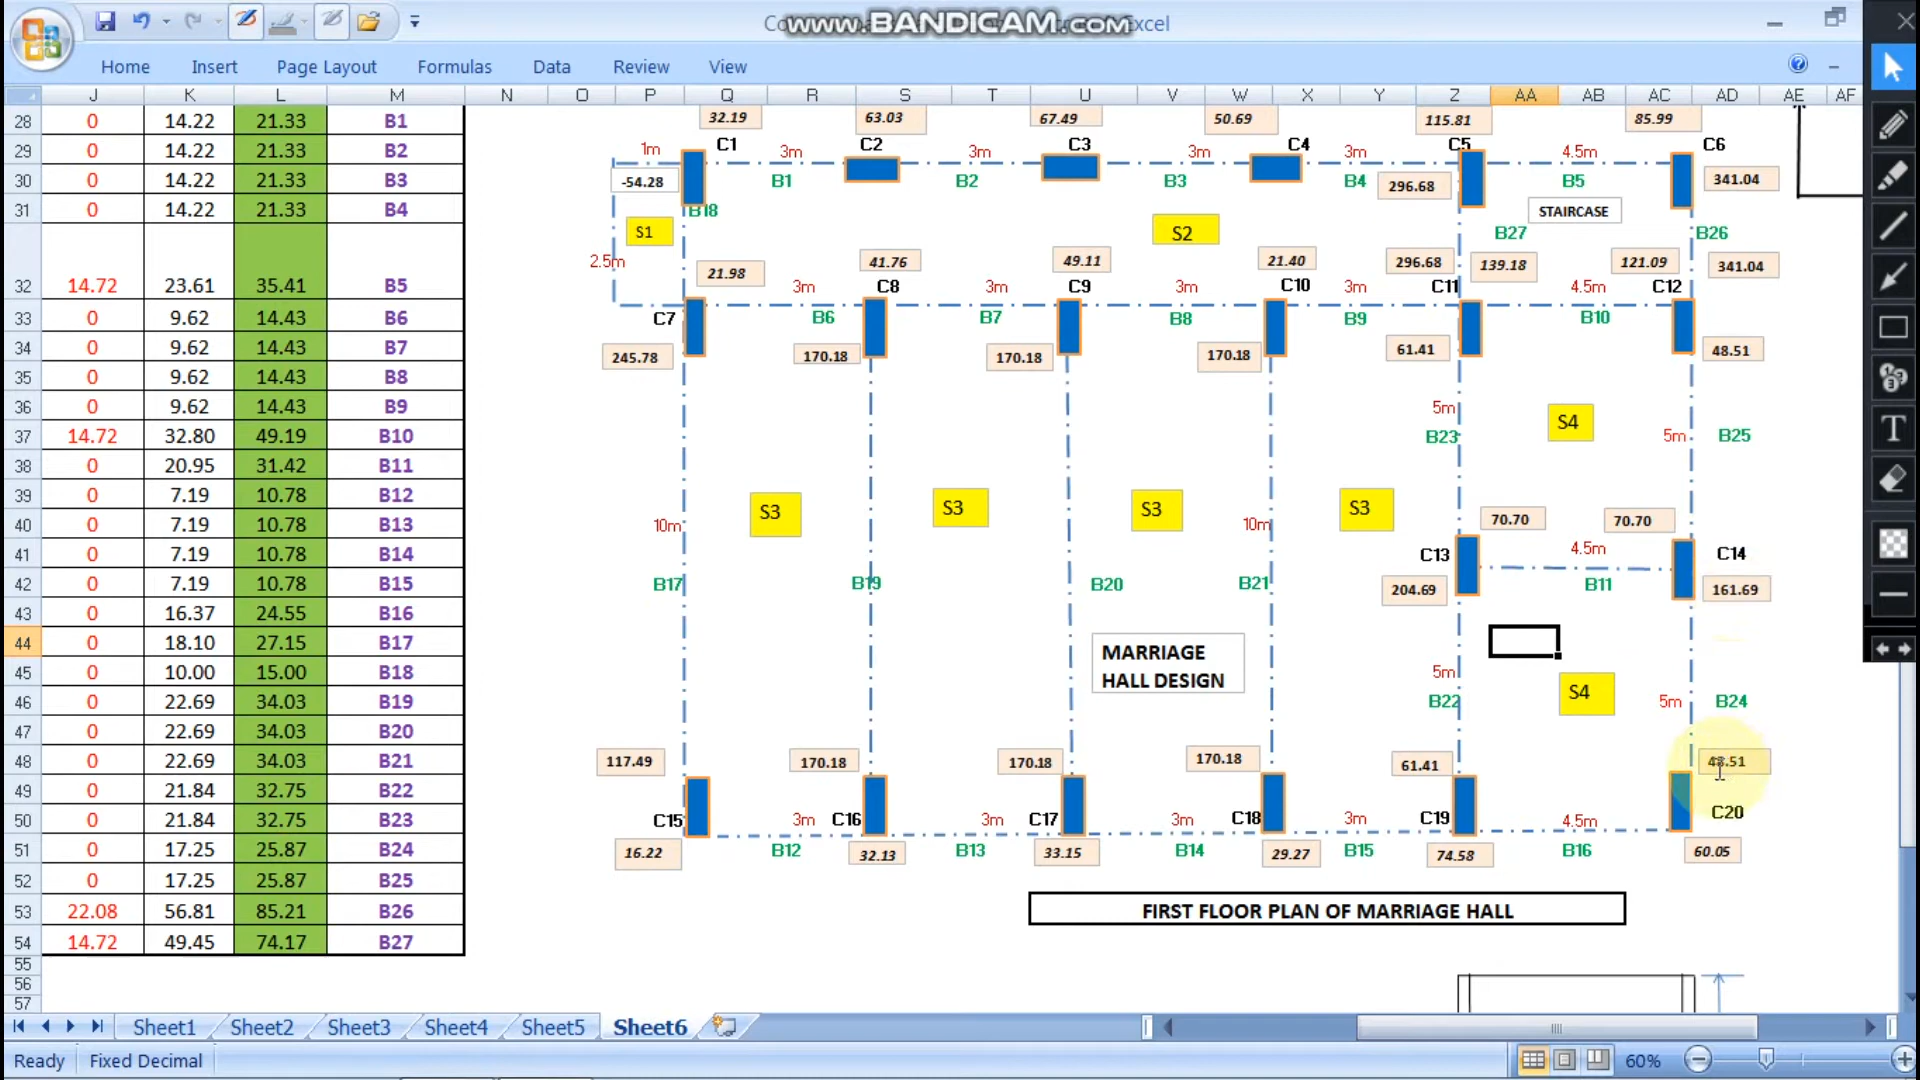 www.BANDICAM.com
Excel
Home Insert Page Layout Formulas Data Review View
J K L M N O P Q R S T U V W X Y Z AA AB AC AD AE AF
32.19 63.03 67.49 50.69 115.81 85.99
28 0 14.22 21.33 B1
29 0 14.22 21.33 B2
30 0 14.22 21.33 B3
31 0 14.22 21.33 B4
32 14.72 23.61 35.41 B5
33 0 9.62 14.43 B6
34 0 9.62 14.43 B7
35 0 9.62 14.43 B8
36 0 9.62 14.43 B9
37 14.72 32.80 49.19 B10
38 0 20.95 31.42 B11
39 0 7.19 10.78 B12
40 0 7.19 10.78 B13
41 0 7.19 10.78 B14
42 0 7.19 10.78 B15
43 0 16.37 24.55 B16
44 0 18.10 27.15 B17
45 0 10.00 15.00 B18
46 0 22.69 34.03 B19
47 0 22.69 34.03 B20
48 0 22.69 34.03 B21
49 0 21.84 32.75 B22
50 0 21.84 32.75 B23
51 0 17.25 25.87 B24
52 0 17.25 25.87 B25
53 22.08 56.81 85.21 B26
54 14.72 49.45 74.17 B27
55
56
57
C1 C2 C3 C4 C5 C6
1m 3m 3m 3m 3m 4.5m
-54.28 B1 B2 B3 B4 296.68 B5 341.04
B18 STAIRCASE
S1 S2 B27 B26
2.5m 21.98 41.76 49.11 21.40 296.68 139.18 121.09 341.04
3m C8 3m C9 3m C10 3m C11 4.5m C12
C7 B6 B7 B8 B9 B10
245.78 170.18 170.18 170.18 61.41 48.51
5m S4
B23 5m B25
S3 S3 S3 S3
10m 10m 70.70 70.70
C13 4.5m C14
B17 B19 B20 B21 204.69 B11 161.69
MARRIAGE
HALL DESIGN
5m S4 5m
B22 B24
117.49 170.18 170.18 170.18 61.41 48.51
C15 3m C16 3m C17 3m C18 3m C19 4.5m C20
16.22 B12 32.13 B13 33.15 B14 29.27 B15 74.58 B16 60.05
FIRST FLOOR PLAN OF MARRIAGE HALL
Sheet1 Sheet2 Sheet3 Sheet4 Sheet5 Sheet6
Ready Fixed Decimal 60%